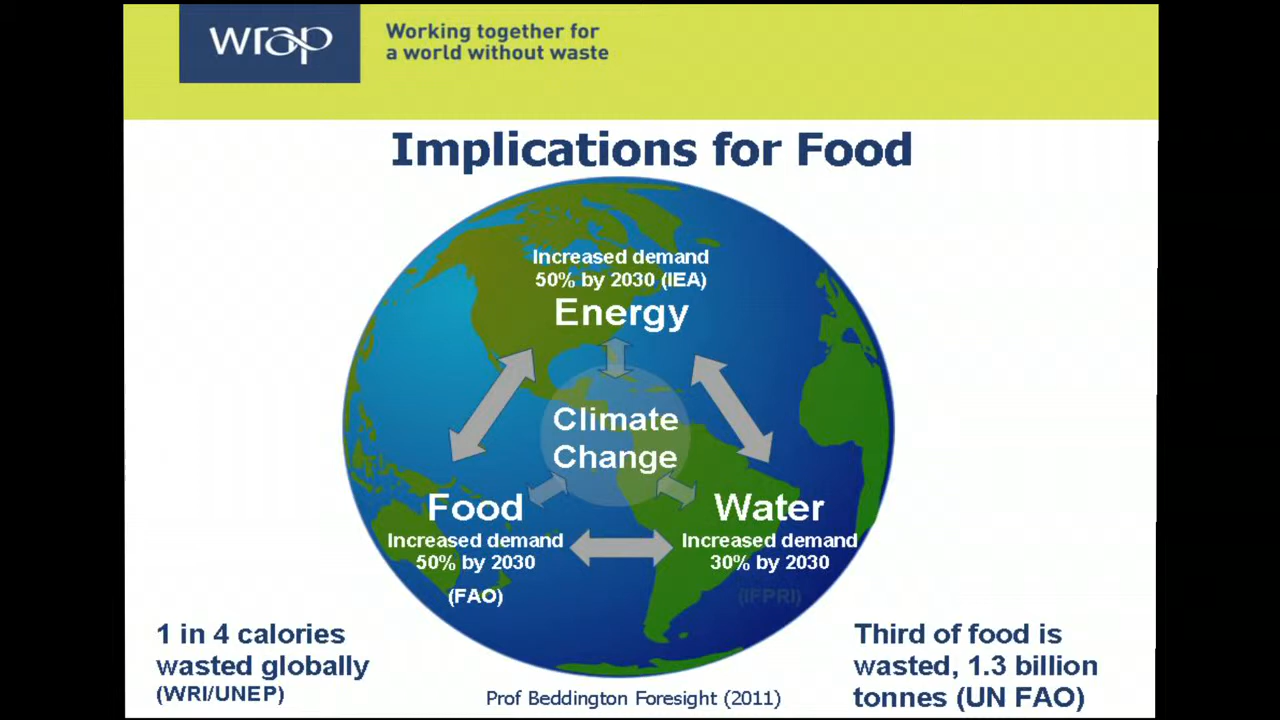 wrap
Working together for
a world without waste
Implications for Food
Increased demand
50% by 2030 (IEA)
Energy
Climate
Change
Food
Increased demand
50% by 2030
(FAO)
Water
Increased demand
30% by 2030
(IFPRI)
1 in 4 calories
wasted globally
(WRI/UNEP)
Prof Beddington Foresight (2011)
Third of food is
wasted, 1.3 billion
tonnes (UN FAO)